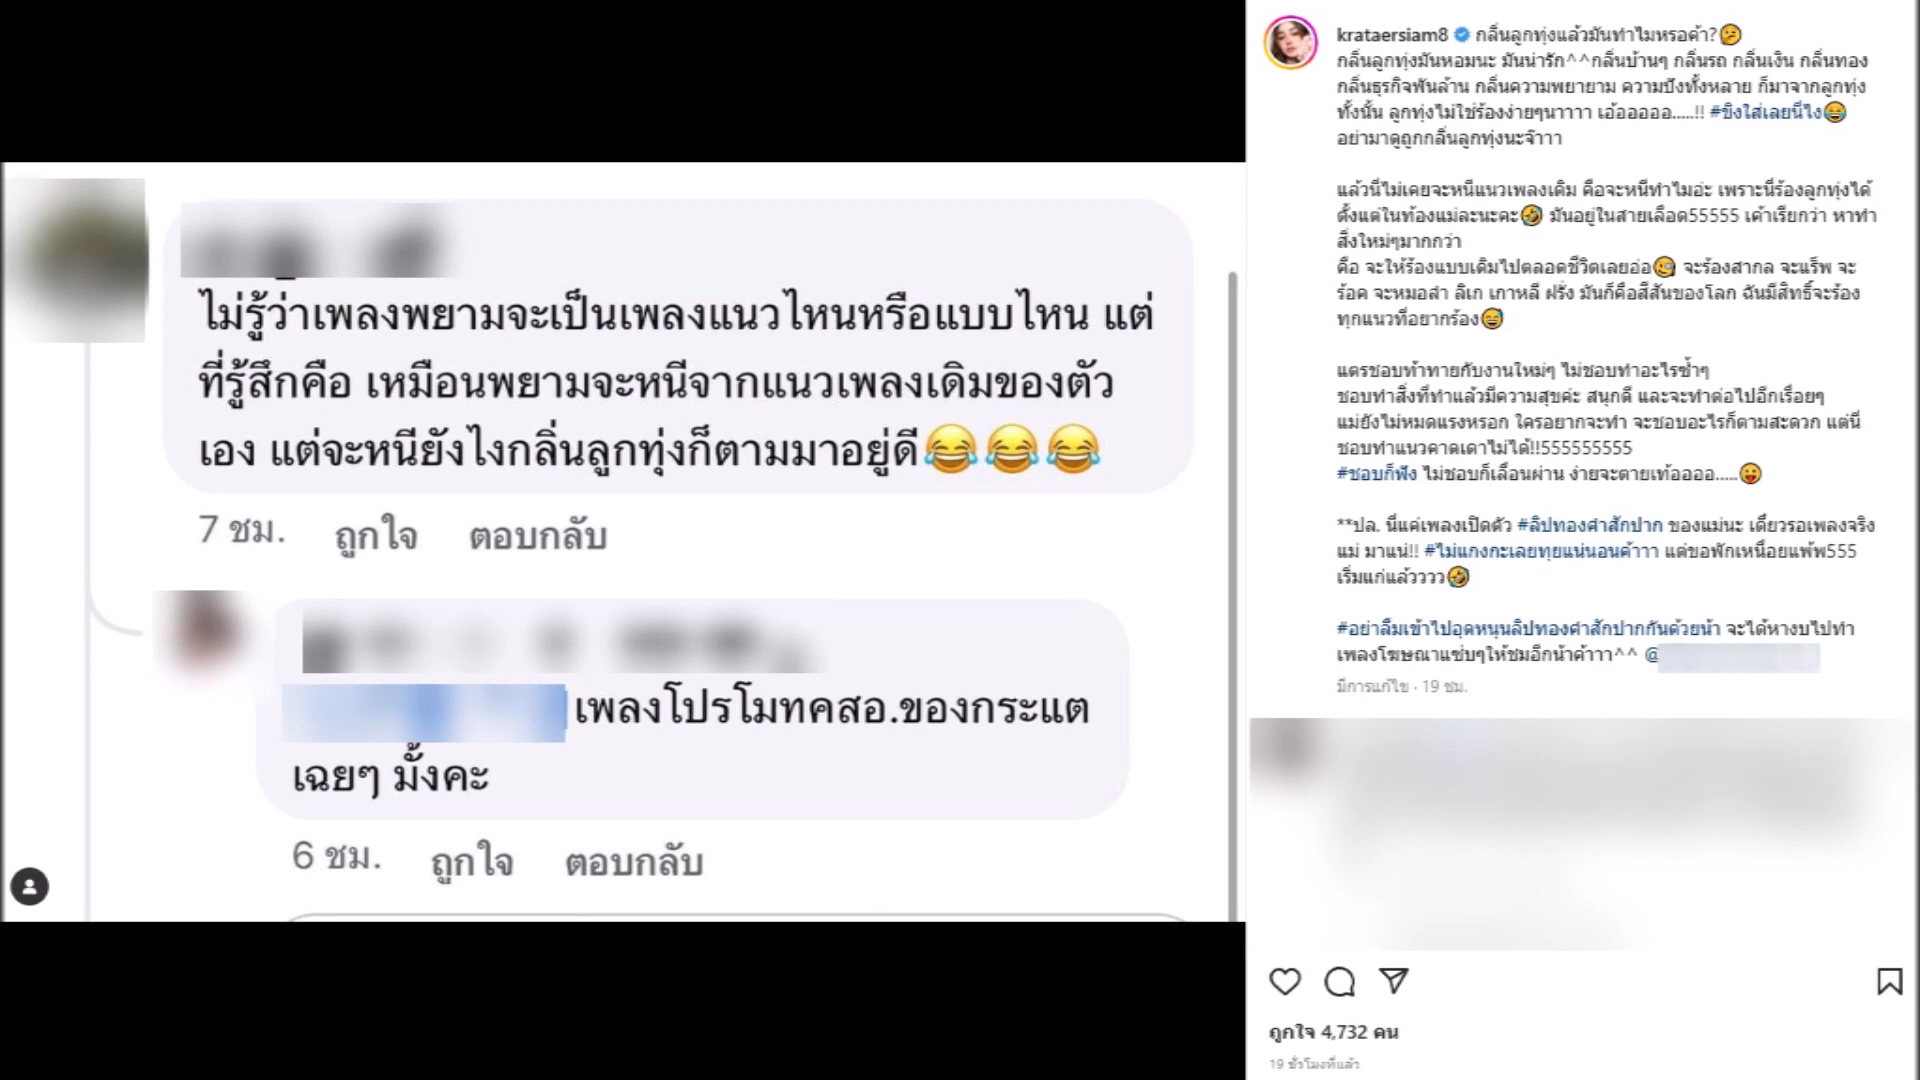 ไม่รู้ว่าเพลงพยามจะเป็นเพลงแนวไหนหรือแบบไหน แต่
ที่รู้สึกคือ เหมือนพยามจะหนีจากแนวเพลงเดิมของตัว
เอง แต่จะหนียังไงกลิ่นลูกทุ่งก็ตามมาอยู่ดี😂😂😂
7 ชม. ถูกใจ ตอบกลับ
เพลงโปรโมทคสอ.ของกระแต
เฉยๆ มั้งคะ
6 ชม. ถูกใจ ตอบกลับ
krataersiam8 กลิ่นลูกทุ่งแล้วมันทำไมหรอค้า?🤔
กลิ่นลูกทุ่งมันหอมนะ มันน่ารัก^^กลิ่นบ้านๆ กลิ่นรถ กลิ่นเงิน กลิ่นทอง
กลิ่นธุรกิจพันล้าน กลิ่นความพยายาม ความปังทั้งหลาย ก็มาจากลูกทุ่ง
ทั้งนั้น ลูกทุ่งไม่ใช่ร้องง่ายๆนาาาา เอ้อออออ.....!! #ขิงใส่เลยนี่ไง😂
อย่ามาดูถูกกลิ่นลูกทุ่งนะจ๊าาา
แล้วนี่ไม่เคยจะหนีแนวเพลงเดิม คือจะหนีทำไมอ่ะ เพราะนี่ร้องลูกทุ่งได้
ตั้งแต่ในท้องแม่ละนะคะ🤣 มันอยู่ในสายเลือด55555 เค้าเรียกว่า หาทำ
สิ่งใหม่ๆมากกว่า
คือ จะให้ร้องแบบเดิมไปตลอดชีวิตเลยอ่อ🧐 จะร้องสากล จะแร็พ จะ
ร้อค จะหมอลำ ลิเก เกาหลี ฝรั่ง มันก็คือสีสันของโลก ฉันมีสิทธิ์จะร้อง
ทุกแนวที่อยากร้อง😅
แตรชอบท้าทายกับงานใหม่ๆ ไม่ชอบทำอะไรซ้ำๆ
ชอบทำสิ่งที่ทำแล้วมีความสุขค่ะ สนุกดี และจะทำต่อไปอีกเรื่อยๆ
แม่ยังไม่หมดแรงหรอก ใครอยากจะทำ จะชอบอะไรก็ตามสะดวก แต่นี่
ชอบทำแนวคาดเดาไม่ได้!!555555555
#ชอบก็ฟัง ไม่ชอบก็เลื่อนผ่าน ง่ายจะตายเท้อออออ.....😛
**ปล. นี่แค่เพลงเปิดตัว #ลิปทองคำสักปาก ของแม่นะ เดี๋ยวรอเพลงจริง
แม่ มาแน่!! #ไม่แกงกะเลยทุยแน่นอนค้าาา แต่ขอพักเหนื่อยแพ้พ555
เริ่มแก่แล้วววว🤣
#อย่าลืมเข้าไปอุดหนุนลิปทองคำสักปากกันด้วยน้า จะได้หางบไปทำ
เพลงโฆษณาแซ่บๆให้ชมอีกน้าค้าาา^^ @
มีการแก้ไข · 19 ชม.
ถูกใจ 4,732 คน
19 ชั่วโมงที่แล้ว